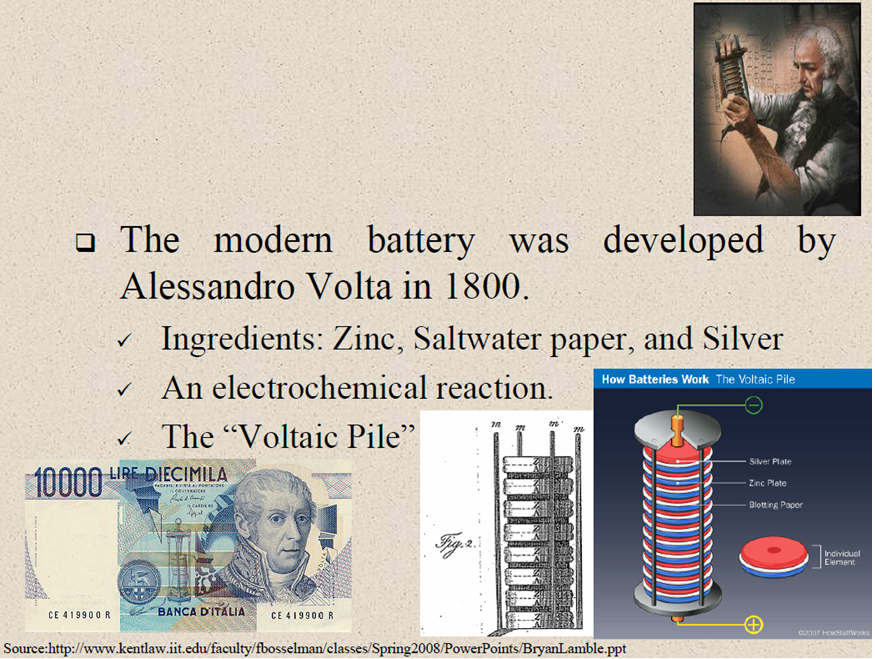 ❑ The modern battery was developed by
Alessandro Volta in 1800.
✓ Ingredients: Zinc, Saltwater paper, and Silver
✓ An electrochemical reaction.
✓ The “Voltaic Pile”
10000 LIRE DIECIMILA
CE 419900 R
BANCA D'ITALIA
CE 419900 R
m m m m
Fig. 2.
How Batteries Work The Voltaic Pile
−
Silver Plate
Zinc Plate
Blotting Paper
Individual
Element
+
©2007 HowStuffWorks
Source:http://www.kentlaw.iit.edu/faculty/fbosselman/classes/Spring2008/PowerPoints/BryanLamble.ppt